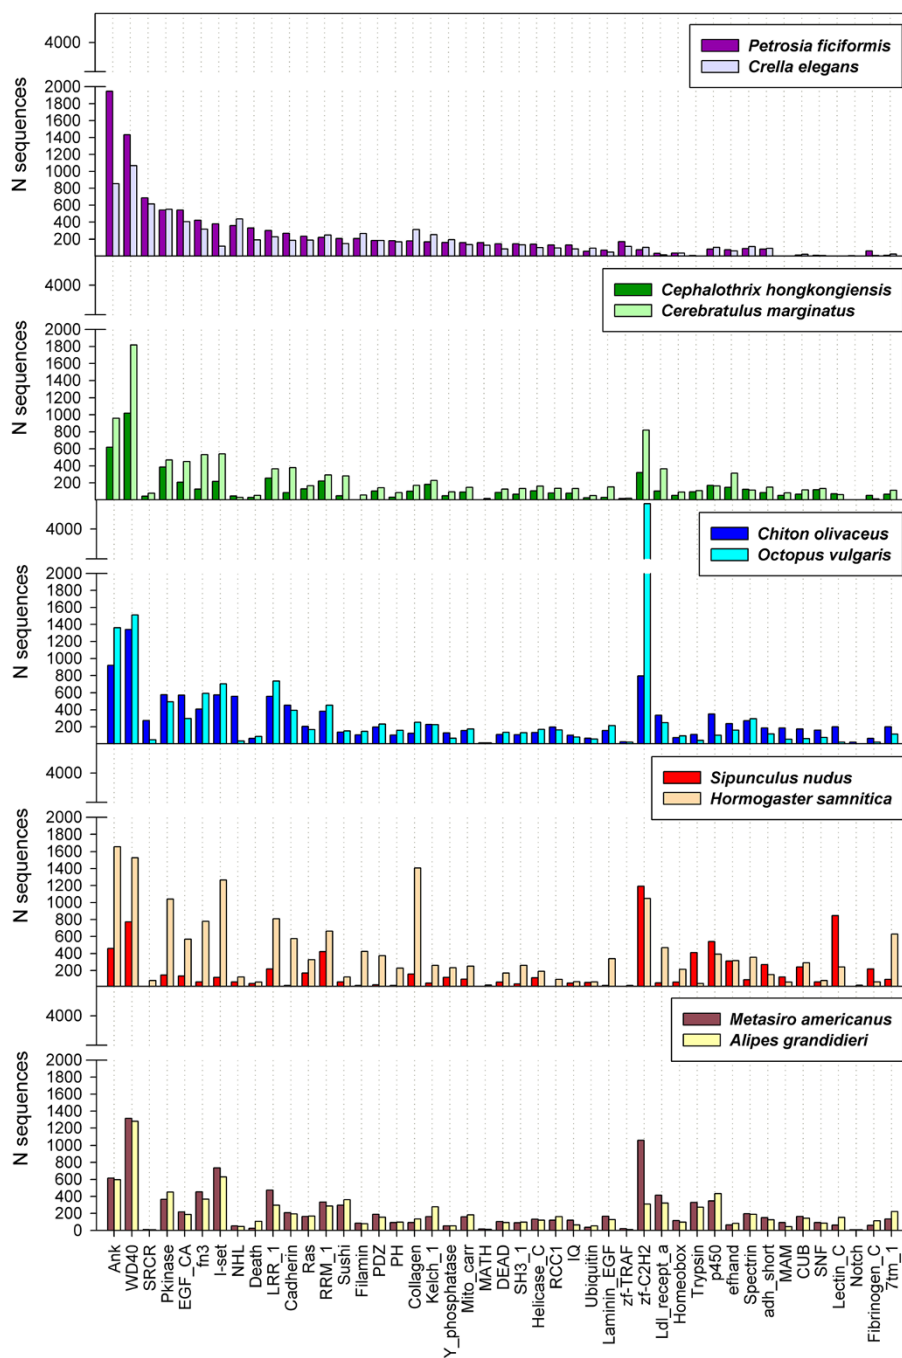 4000
N sequences
2000
1800
1600
1400
1200
1000
800
600
400
200
Petrosia ficiformis
Crella elegans
4000
N sequences
2000
1800
1600
1400
1200
1000
800
600
400
200
Cephalothrix hongkongiensis
Cerebratulus marginatus
4000
N sequences
2000
1800
1600
1400
1200
1000
800
600
400
200
Chiton olivaceus
Octopus vulgaris
4000
N sequences
2000
1800
1600
1400
1200
1000
800
600
400
200
Sipunculus nudus
Hormogaster samnitica
4000
N sequences
2000
1800
1600
1400
1200
1000
800
600
400
200
0
Metasiro americanus
Alipes grandidieri
Ank
WD40
SRCR
Pkinase
EGF_CA
fn3
I-set
NHL
Death
LRR_1
Cadherin
Ras
RRM_1
Sushi
Filamin
PDZ
PH
Collagen
Kelch_1
Y_phosphatase
Mito_carr
MATH
DEAD
SH3_1
Helicase_C
RCC1
IQ
Ubiquitin
Laminin_EGF
zf-TRAF
zf-C2H2
Ldl_recept_a
Homeobox
Trypsin
p450
efhand
Spectrin
adh_short
MAM
CUB
SNF
Lectin_C
Notch
Fibrinogen_C
7tm_1